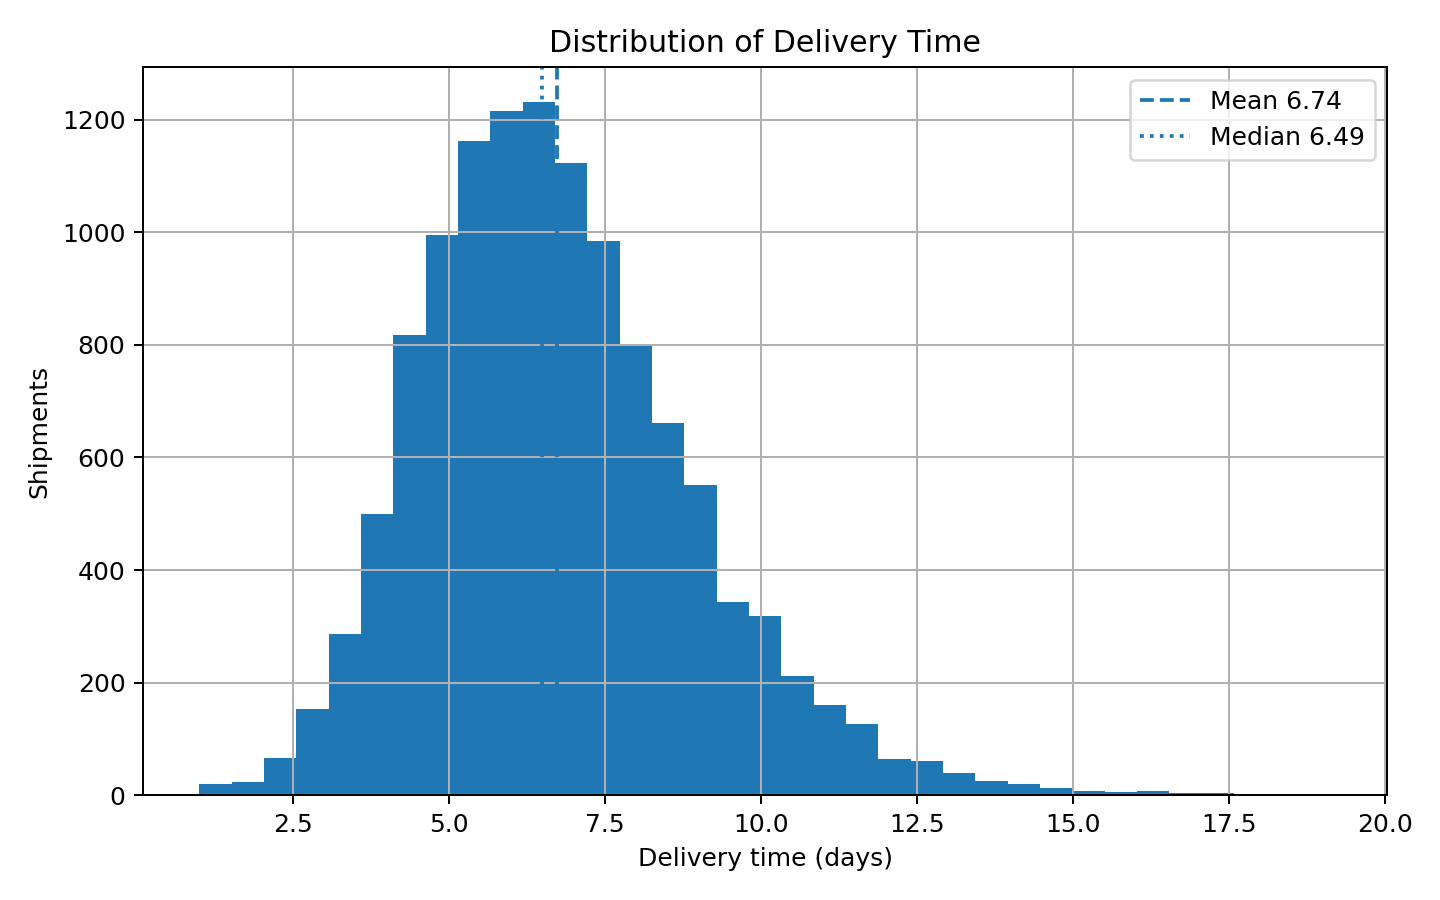 Distribution of Delivery Time
Mean 6.74
Median 6.49
Shipments
1200
1000
800
600
400
200
0
2.5 5.0 7.5 10.0 12.5 15.0 17.5 20.0
Delivery time (days)